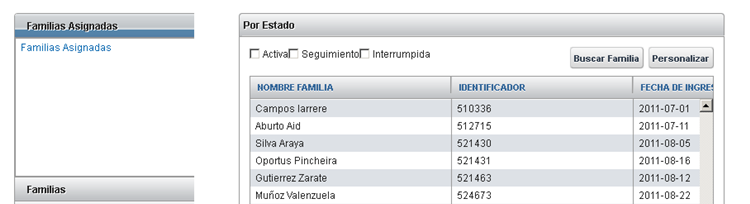 Familias Asignadas
Familias Asignadas
Familias
Por Estado
Activa Seguimiento Interrumpida
Buscar Familia Personalizar
NOMBRE FAMILIA IDENTIFICADOR FECHA DE INGRES
Campos Iarrere 510336 2011-07-01
Aburto Aid 512715 2011-07-11
Silva Araya 521430 2011-08-05
Oportus Pincheira 521431 2011-08-16
Gutierrez Zarate 521463 2011-08-12
Muñoz Valenzuela 524673 2011-08-22